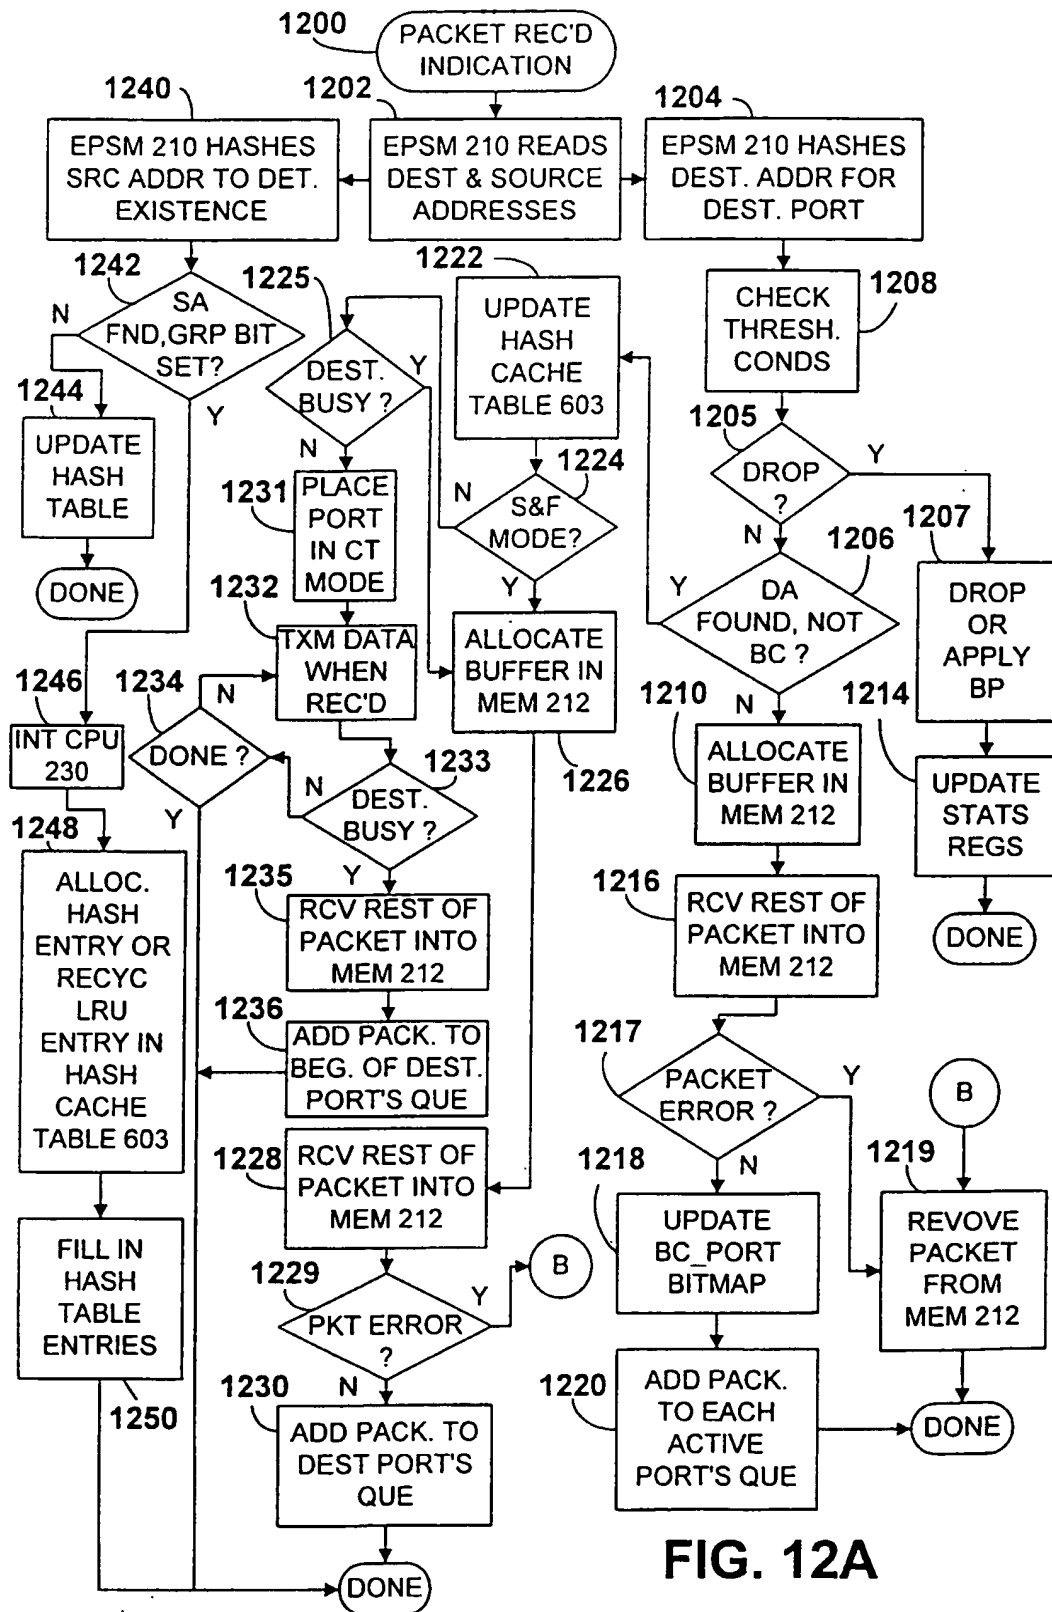 1200
PACKET REC'D
INDICATION
1240
1202
1204
EPSM 210 HASHES
SRC ADDR TO DET.
EXISTENCE
EPSM 210 READS
DEST & SOURCE
ADDRESSES
EPSM 210 HASHES
DEST. ADDR FOR
DEST. PORT
1242
SA
FND,GRP BIT
SET?
N
Y
1244
UPDATE
HASH
TABLE
DONE
1246
INT CPU
230
1248
ALLOC.
HASH
ENTRY OR
RECYC
LRU
ENTRY IN
HASH
CACHE
TABLE 603
FILL IN
HASH
TABLE
ENTRIES
1250
1225
DEST.
BUSY ?
Y
N
1231
PLACE
PORT
IN CT
MODE
1232
TXM DATA
WHEN
REC'D
1234
DONE ?
N
Y
1233
DEST.
BUSY ?
N
Y
1235
RCV REST OF
PACKET INTO
MEM 212
1236
ADD PACK. TO
BEG. OF DEST.
PORT'S QUE
1222
UPDATE
HASH
CACHE
TABLE 603
1224
S&F
MODE?
N
Y
ALLOCATE
BUFFER IN
MEM 212
1226
1228
RCV REST OF
PACKET INTO
MEM 212
1229
PKT ERROR
?
Y
B
N
1230
ADD PACK. TO
DEST PORT'S
QUE
DONE
1208
CHECK
THRESH.
CONDS
1205
DROP
?
Y
N
1207
DROP
OR
APPLY
BP
1214
UPDATE
STATS
REGS
DONE
1206
DA
FOUND, NOT
BC ?
Y
N
1210
ALLOCATE
BUFFER IN
MEM 212
1216
RCV REST OF
PACKET INTO
MEM 212
1217
PACKET
ERROR ?
Y
N
B
1218
UPDATE
BC_PORT
BITMAP
1219
REVOVE
PACKET
FROM
MEM 212
1220
ADD PACK.
TO EACH
ACTIVE
PORT'S QUE
DONE
FIG. 12A